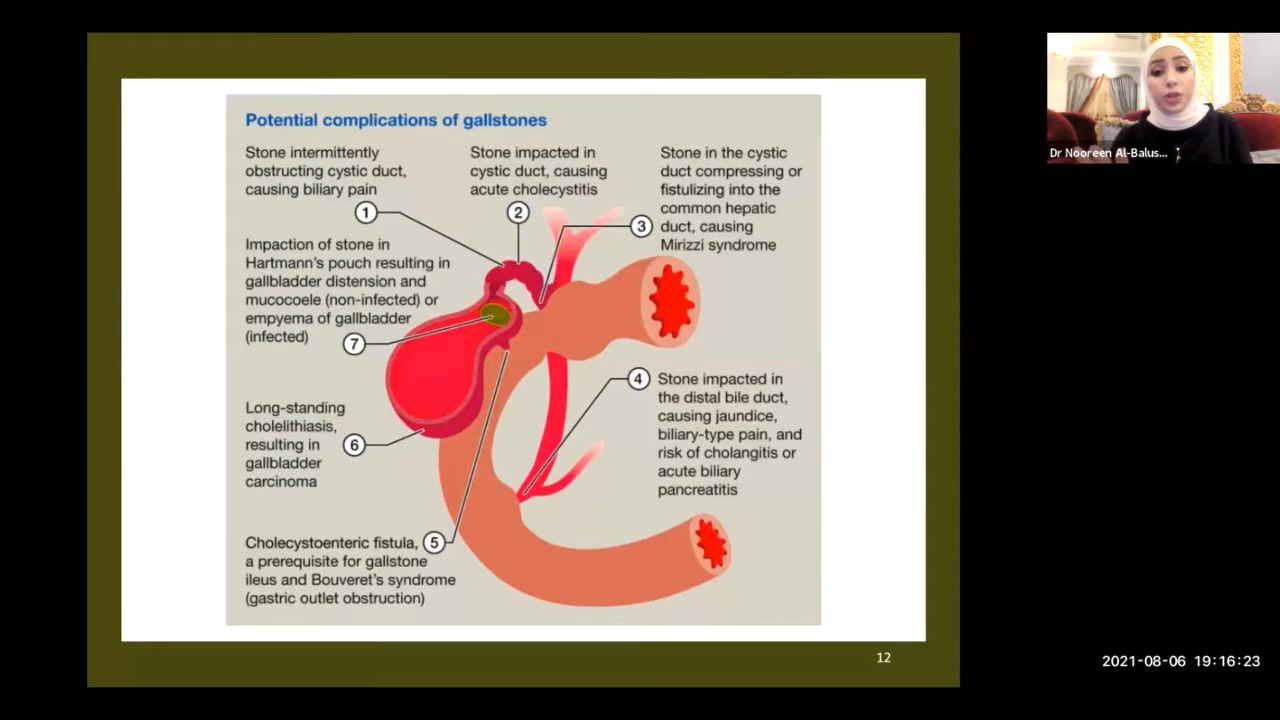 Potential complications of gallstones
Stone intermittently
obstructing cystic duct,
causing biliary pain
1
Stone impacted in
cystic duct, causing
acute cholecystitis
2
Stone in the cystic
duct compressing or
fistulizing into the
common hepatic
duct, causing
Mirizzi syndrome
3
Impaction of stone in
Hartmann's pouch resulting in
gallbladder distension and
mucocoele (non-infected) or
empyema of gallbladder
(infected)
7
4
Stone impacted in
the distal bile duct,
causing jaundice,
biliary-type pain, and
risk of cholangitis or
acute biliary
pancreatitis
Long-standing
cholelithiasis,
resulting in
gallbladder
carcinoma
6
Cholecystoenteric fistula,
a prerequisite for gallstone
ileus and Bouveret's syndrome
(gastric outlet obstruction)
5
12
Dr Nooreen Al-Balus...
2021-08-06 19:16:23